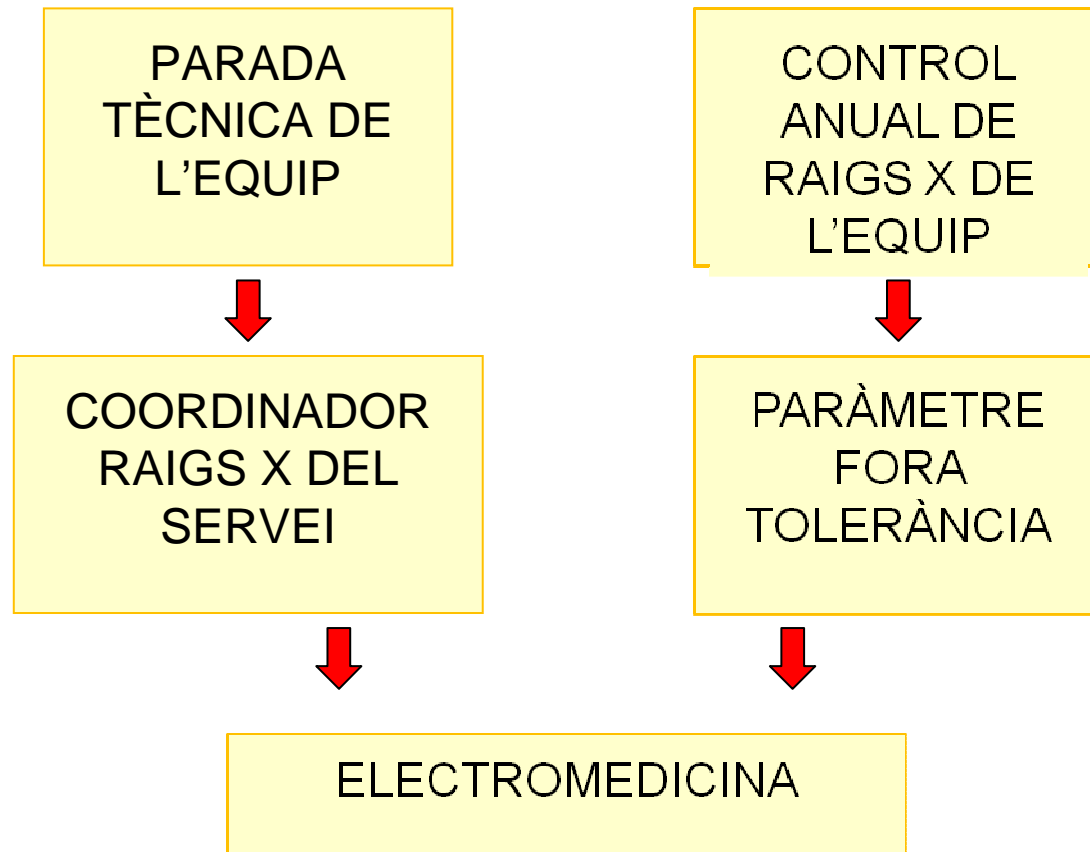 PARADA
TÈCNICA DE
L'EQUIP
CONTROL
ANUAL DE
RAIGS X DE
L'EQUIP
COORDINADOR
RAIGS X DEL
SERVEI
PARÀMETRE
FORA
TOLERÀNCIA
ELECTROMEDICINA